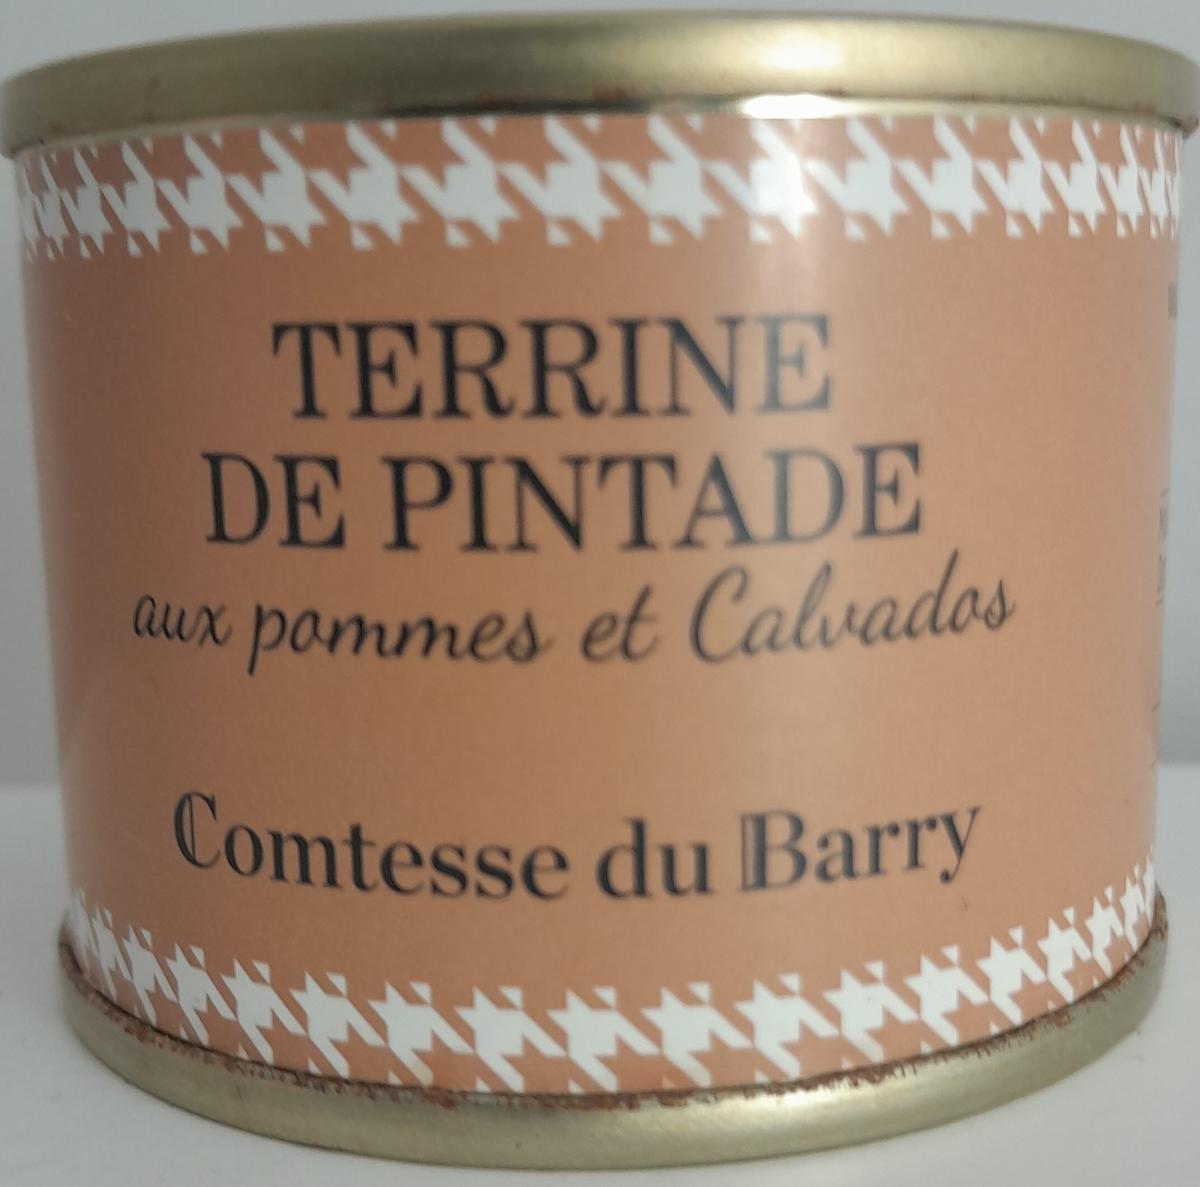 TERRINE
DE PINTADE
aux pommes et Calvados
Comtesse du Barry